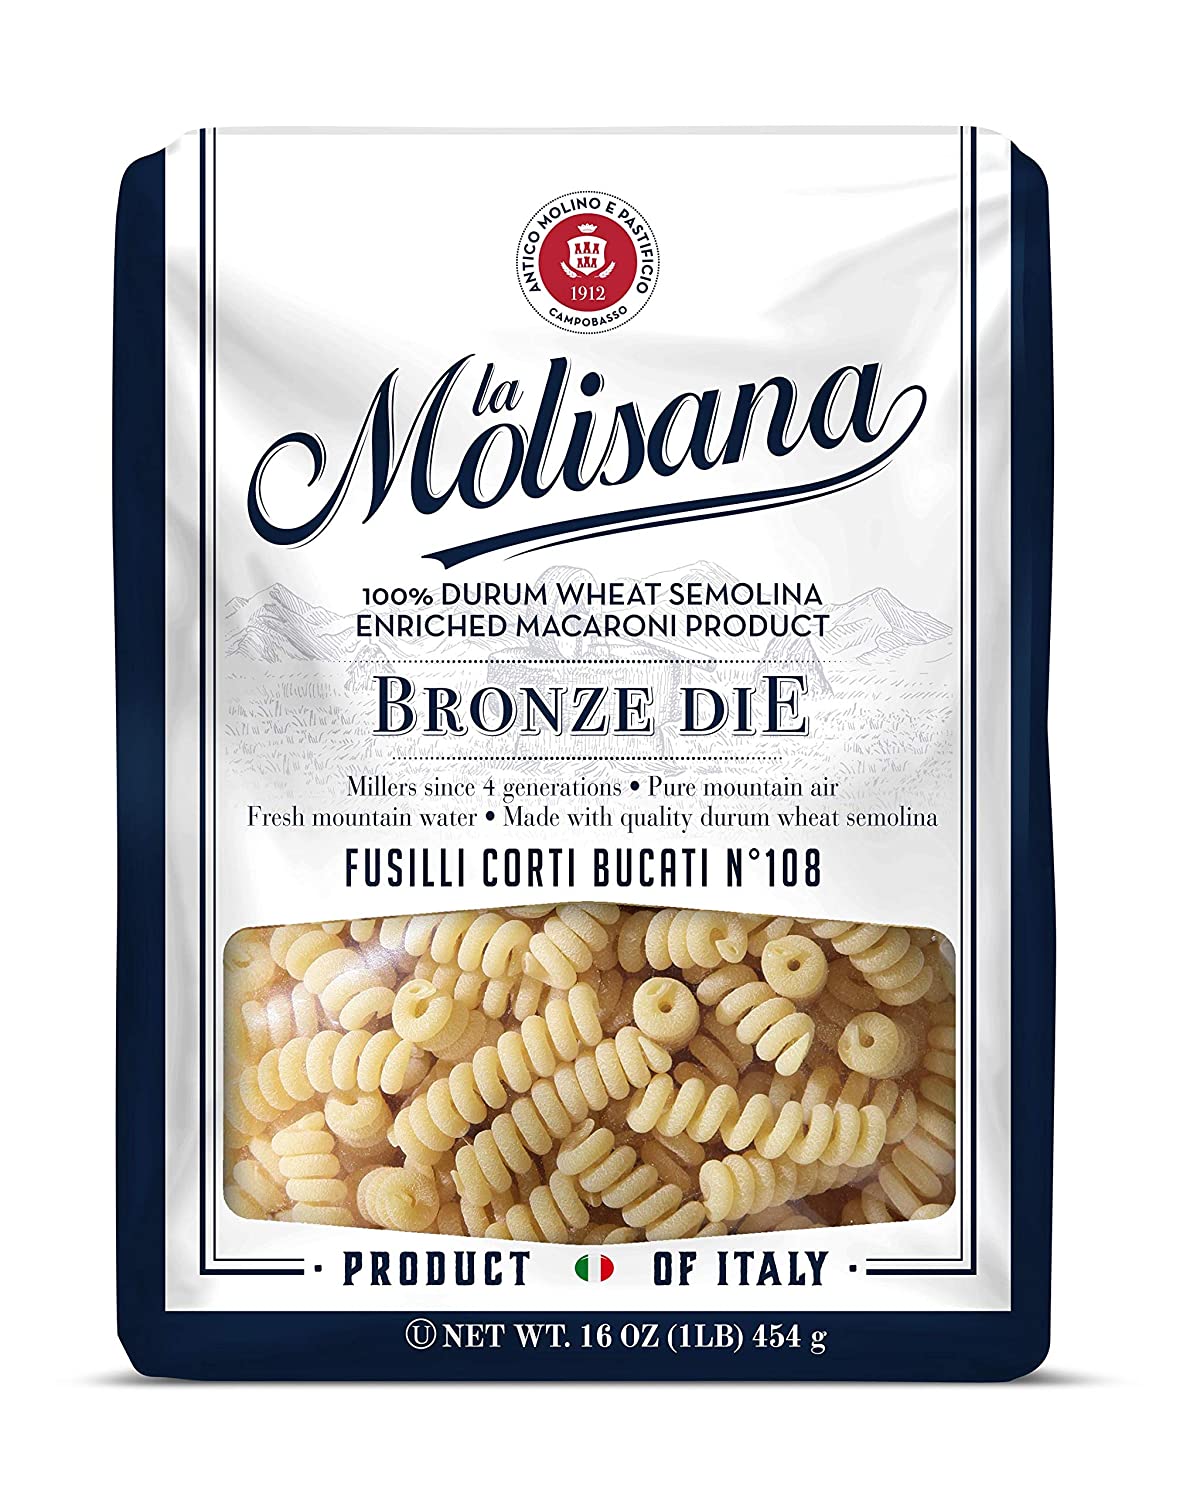 ANTICO MOLINO E PASTIFICIO
1912
CAMPOBASSO
la
Molisana
100% DURUM WHEAT SEMOLINA
ENRICHED MACARONI PRODUCT
BRONZE DIE
Millers since 4 generations • Pure mountain air
Fresh mountain water • Made with quality durum wheat semolina
FUSILLI CORTI BUCATI N°108
· PRODUCT OF ITALY ·
Ⓤ NET WT. 16 OZ (1LB) 454 g